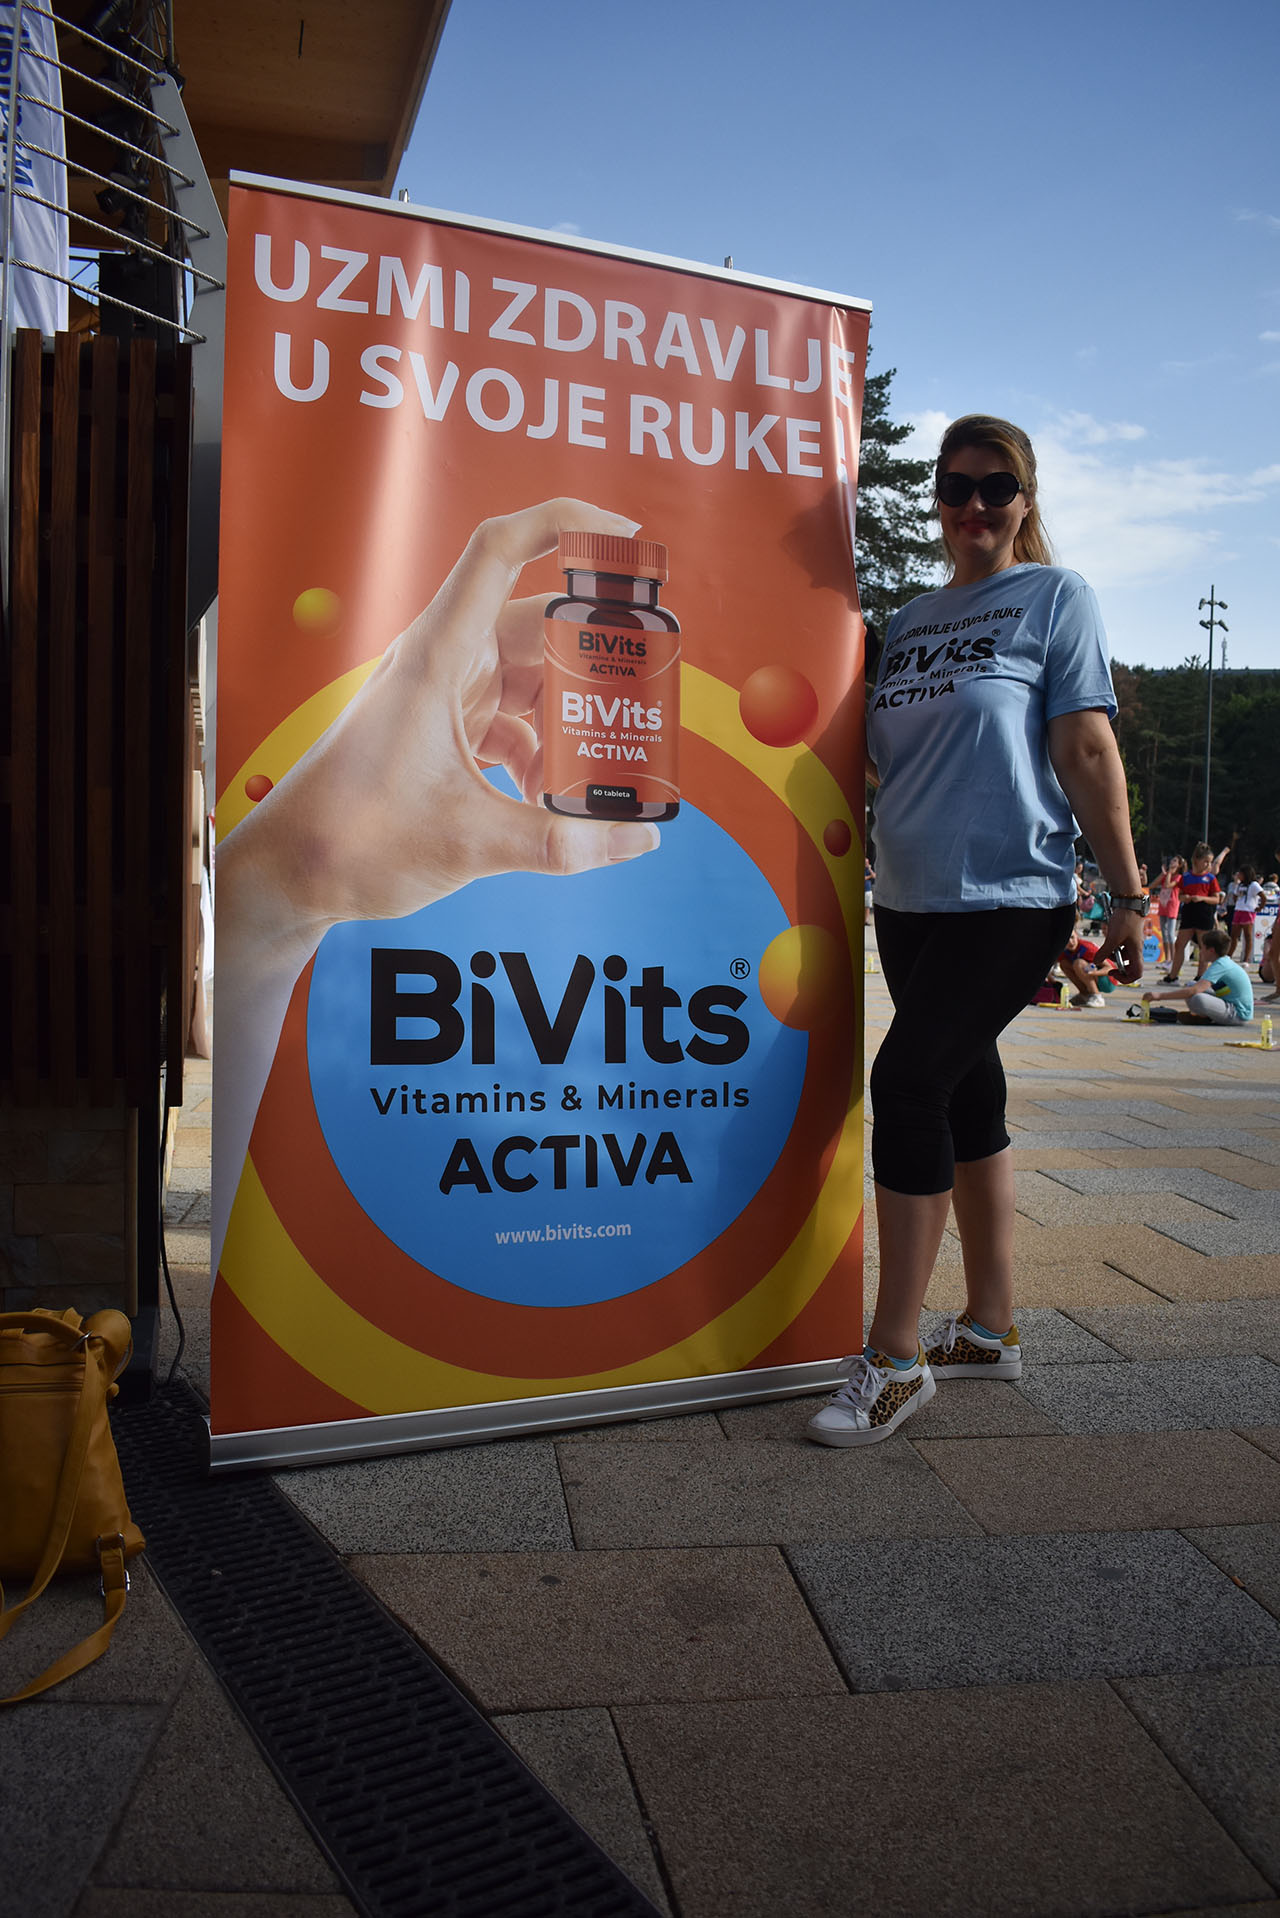 UZMI ZDRAVLJE
U SVOJE RUKE !
BiVits
Vitamins & Minerals
ACTIVA
BiVits®
Vitamins & Minerals
ACTIVA
60 tableta
BiVits®
Vitamins & Minerals
ACTIVA
www.bivits.com
ZDRAVLJE U SVOJE RUKE
BiVits®
Vitamins & Minerals
ACTIVA